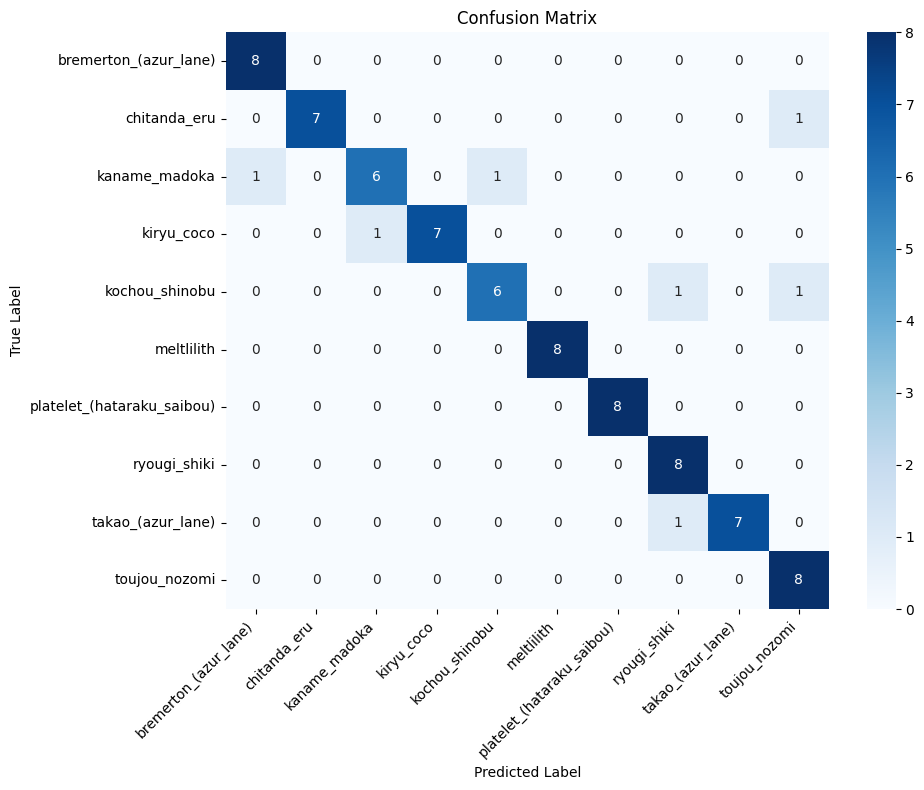 Confusion Matrix
True Label
bremerton_(azur_lane) 8 0 0 0 0 0 0 0 0 0
chitanda_eru 0 7 0 0 0 0 0 0 0 1
kaname_madoka 1 0 6 0 1 0 0 0 0 0
kiryu_coco 0 0 1 7 0 0 0 0 0 0
kochou_shinobu 0 0 0 0 6 0 0 1 0 1
meltlilith 0 0 0 0 0 8 0 0 0 0
platelet_(hataraku_saibou) 0 0 0 0 0 0 8 0 0 0
ryougi_shiki 0 0 0 0 0 0 0 8 0 0
takao_(azur_lane) 0 0 0 0 0 0 0 1 7 0
toujou_nozomi 0 0 0 0 0 0 0 0 0 8
bremerton_(azur_lane)
chitanda_eru
kaname_madoka
kiryu_coco
kochou_shinobu
meltlilith
platelet_(hataraku_saibou)
ryougi_shiki
takao_(azur_lane)
toujou_nozomi
Predicted Label
8
7
6
5
4
3
2
1
0